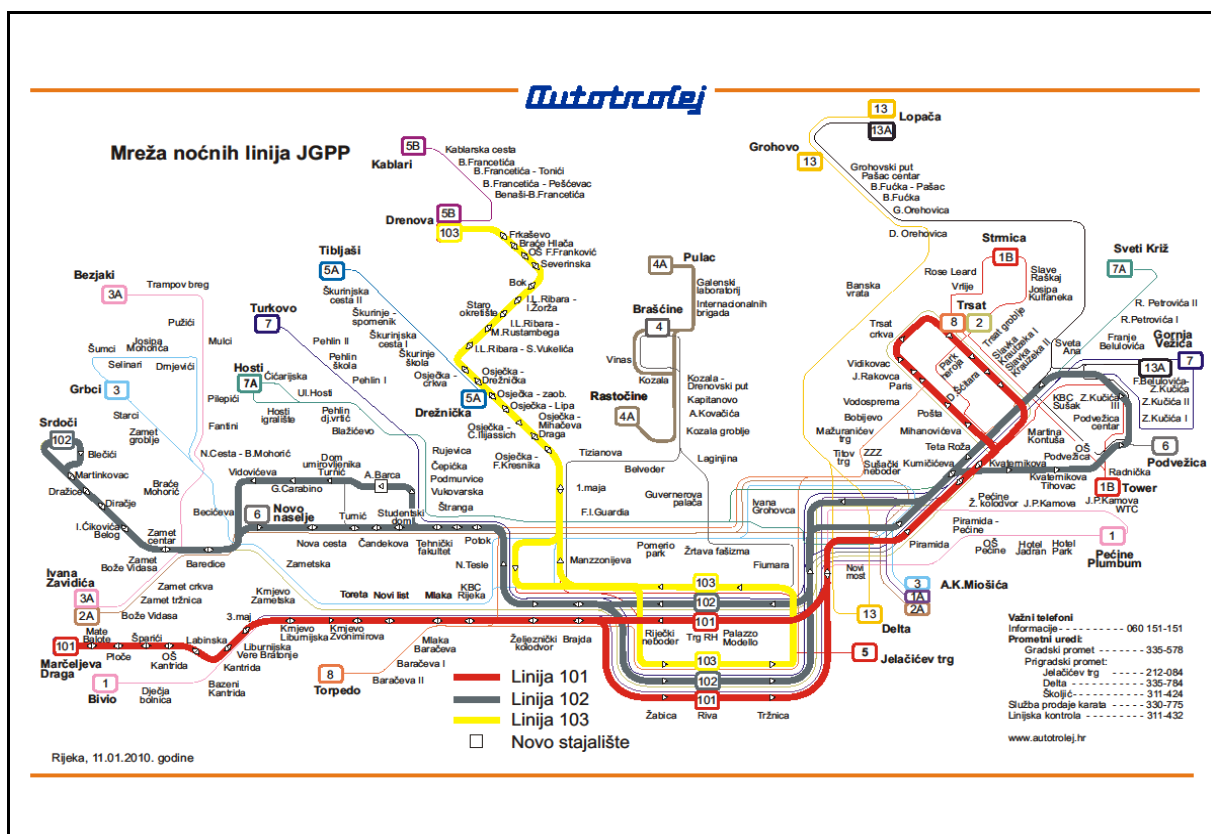 Autotrolej
Mreža noćnih linija JGPP
13
Lopača
13A
Grohovo
13
Grohovski put
Pašac centar
B.Fućka - Pašac
B.Fućka
G.Orehovica
D. Orehovica
5B
Kablari
Kablarska cesta
B.Francetića
B.Francetića - Tonići
B.Francetića - Pešćevac
Benaši-B.Francetića
Drenova
5B
103
Frkaševo
Braće Hlača
OŠ F.Franković
Severinska
Bok
I.L.Ribara -
I.Zorža
Staro
okretište
I.L.Ribara -
M.Rustambega
I.L.Ribara - S.Vukelića
Osječka -
crkva
Osječka -
Drežnička
Osječka - zaob.
Osječka - Lipa
Osječka -
Mihačeva
Draga
Osječka -
C.Ilijassich
Osječka -
F.Kresnika
Tibljaši
5A
Škurinjska
cesta II
Škurinje -
spomenik
Škurinjska
cesta I
Škurinje
škola
5A
Drežnička
Bezjaki
3A
Trampov breg
Pužići
Mulci
Turkovo
7
Pehlin II
Pehlin
škola
Pehlin I
Josipa
Mohorića
Šumci
Selinari
Drnjevići
Grbci
3
Hosti
7A
Ćićarijska
Ul.Hosti
Pilepići
Hosti
igralište
Pehlin
dj.vrtić
Blažićevo
Starci
Fantini
Zamet
groblje
N.Cesta - B.Mohorić
Srdoči
102
Blečići
Martinkovac
Dražice
Diračje
I.Čikovića
Belog
Braće
Mohorić
Bećićeva
Zamet
centar
Vidovićeva
Dom
umirovljenika
Turnić
G.Carabino
A.Barca
6
Novo
naselje
Turnić
Studentski
dom
Rujevica
Čepićka
Podmurvice
Vukovarska
Štranga
Nova cesta
Čandekova
Tehnički
fakultet
Potok
Zamet
Bože Vidasa
Baredice
Zametska
N.Tesle
Ivana
Zavidića
3A
2A
Zamet crkva
Zamet tržnica
Bože Vidasa
Krnjevo
Zametska
Toreta
Novi list
Mlaka
KBC
Rijeka
3.maj
Mate
Balote
Šparići
Labinska
Krnjevo
Liburnijska
Krnjevo
Zvonimirova
Mlaka
Baračeva
Željeznički
kolodvor
Brajda
101
Marčeljeva
Draga
Ploče
OŠ
Kantrida
Kantrida
Liburnijska
Vere Bratonje
Baračeva I
Baračeva II
1
Bivio
Dječja
bolnica
Bazeni
Kantrida
8
Torpedo
4A
Pulac
Galenski
laboratorij
Internacionalnih
brigada
Brašćine
4
Vinas
Kozala
Rastočine
4A
Kozala -
Drenovski put
Kapitanovo
A.Kovačića
Kozala groblje
Tizianova
Belveder
Laginjina
1.maja
F.I.Guardia
Guvernerova
palača
Ivana
Grohovca
Manzzonijeva
Pomerio
park
Žrtava fašizma
Fiumara
103
102
101
Riječki
neboder
Trg RH
Palazzo
Modello
103
102
101
Žabica
Riva
Tržnica
Banska
vrata
Strmica
1B
Rose Leard
Vrlije
Slave
Raškaj
Josipa
Kulfaneka
Trsat
8
2
Trsat
crkva
Trsat groblje
Slavka
Krautzeka I
Slavka
Krautzeka II
Park
heroja
D.Šćitara
Vidikovac
J.Rakovca
Paris
Vodosprema
Bobijevo
Pošta
Mihanovićeva
Mažuranićev
trg
Teta Roža
Titov
trg
ZZZ
Sušački
neboder
Kumičićeva
Sveti Križ
7A
R. Petrovića II
R.Petrovića I
Sveta
Ana
Franje
Belulovića
Gornja
Vežica
13A
7
F.Belulovića-
Z.Kučića
Z.Kučića II
Z.Kučića
III
Z.Kučića I
KBC
Sušak
Podvežica
centar
Martina
Kontuša
OŠ
Podvežica
6
Podvežica
Kvaternikova
Kvaternikova
Tihovac
Radnička
1B
Tower
J.P.Kamova
WTC
J.P.Kamova
Pećine
Ž. kolodvor
Piramida -
Pećine
Piramida
OŠ
Pećine
Hotel
Jadran
Hotel
Park
1
Pećine
Plumbum
Novi
most
3
1A
2A
A.K.Miošića
13
Delta
5
Jelačićev trg
Linija 101
Linija 102
Linija 103
Novo stajalište
Važni telefoni
Informacije - - - - - - - - - 060 151-151
Prometni uredi:
Gradski promet - - - - - - 335-578
Prigradski promet:
Jelačićev trg - - - - - - 212-084
Delta - - - - - - 335-784
Školjić - - - - - - 311-424
Služba prodaje karata - - - - - 330-775
Linijska kontrola - - - - - - 311-432
www.autotrolej.hr
Rijeka, 11.01.2010. godine